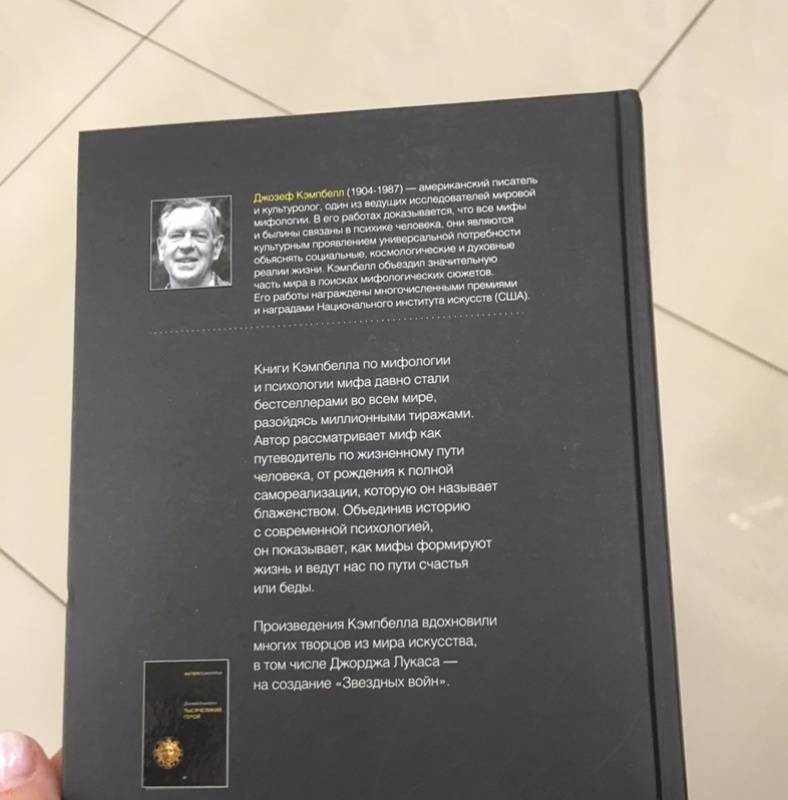 Джозеф Кэмпбелл (1904-1987) — американский писатель
и культуролог, один из ведущих исследователей мировой
мифологии. В его работах доказывается, что все мифы
и былины связаны в психике человека, они являются
культурным проявлением универсальной потребности
объяснять социальные, космологические и духовные
реалии жизни. Кэмпбелл объездил значительную
часть мира в поисках мифологических сюжетов.
Его работы награждены многочисленными премиями
и наградами Национального института искусств (США).
Книги Кэмпбелла по мифологии
и психологии мифа давно стали
бестселлерами во всем мире,
разойдясь миллионными тиражами.
Автор рассматривает миф как
путеводитель по жизненному пути
человека, от рождения к полной
самореализации, которую он называет
блаженством. Объединив историю
с современной психологией,
он показывает, как мифы формируют
жизнь и ведут нас по пути счастья
или беды.
Произведения Кэмпбелла вдохновили
многих творцов из мира искусства,
в том числе Джорджа Лукаса —
на создание «Звездных войн».
ТЫСЯЧЕЛИКИЙ
ГЕРОЙ